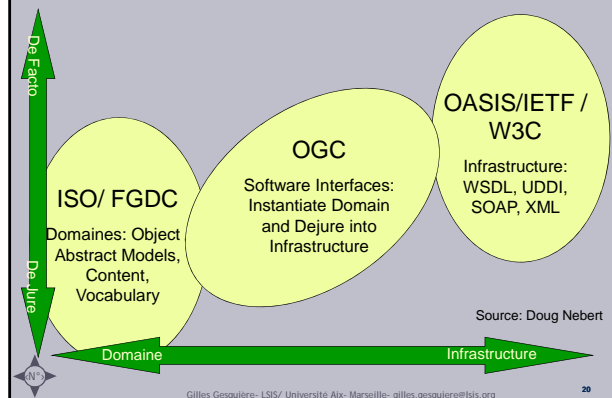 De Facto
De Jure
ISO/ FGDC
Domaines: Object
Abstract Models,
Content,
Vocabulary
OGC
Software Interfaces:
Instantiate Domain
and Dejure into
Infrastructure
OASIS/IETF /
W3C
Infrastructure:
WSDL, UDDI,
SOAP, XML
Source: Doug Nebert
Domaine
Infrastructure
‹N°›
Gilles Gesquière- LSIS/ Université Aix- Marseille- gilles.gesquiere@lsis.org
20